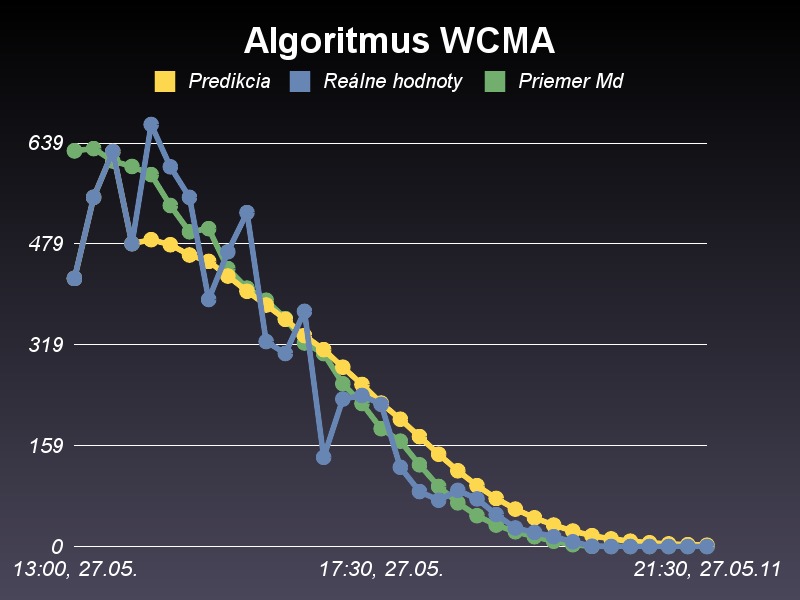 Algoritmus WCMA
Predikcia Reálne hodnoty Priemer Md
639
479
319
159
0
13:00, 27.05. 17:30, 27.05. 21:30, 27.05.11